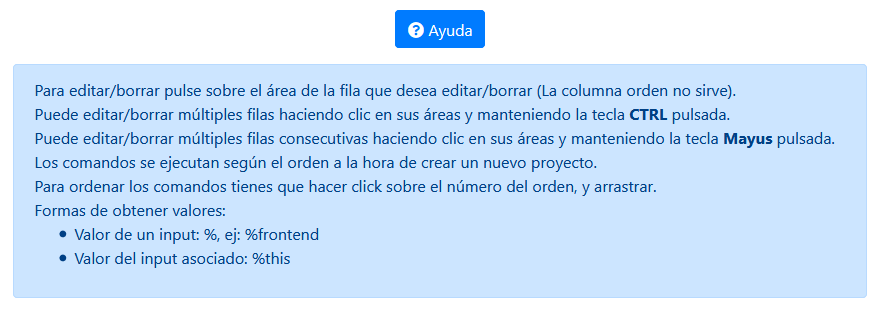 Ayuda
Para editar/borrar pulse sobre el área de la fila que desea editar/borrar (La columna orden no sirve).
Puede editar/borrar múltiples filas haciendo clic en sus áreas y manteniendo la tecla CTRL pulsada.
Puede editar/borrar múltiples filas consecutivas haciendo clic en sus áreas y manteniendo la tecla Mayus pulsada.
Los comandos se ejecutan según el orden a la hora de crear un nuevo proyecto.
Para ordenar los comandos tienes que hacer click sobre el número del orden, y arrastrar.
Formas de obtener valores:
• Valor de un input: %, ej: %frontend
• Valor del input asociado: %this